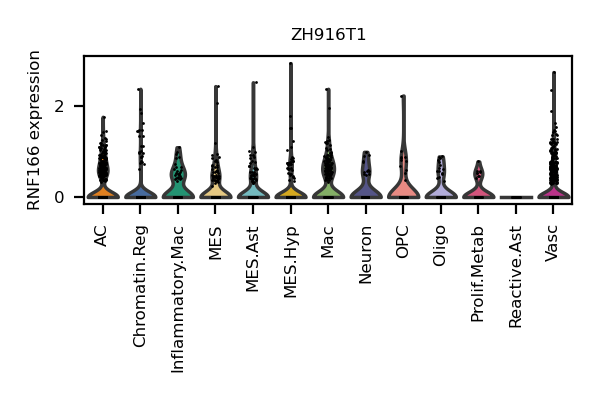 ZH916T1
RNF166 expression
2
0
AC
Chromatin.Reg
Inflammatory.Mac
MES
MES.Ast
MES.Hyp
Mac
Neuron
OPC
Oligo
Prolif.Metab
Reactive.Ast
Vasc